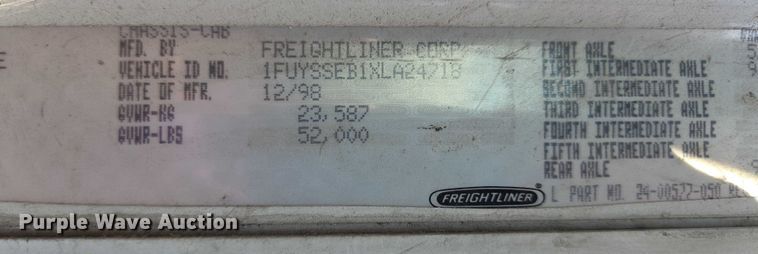 CHASSIS-CAB
MFD. BY FREIGHTLINER CORP
VEHICLE ID NO. 1FUYSSEB1XLA24718
DATE OF MFR. 12/98
GVWR-KG 23,587
GVWR-LBS 52,000
FRONT AXLE 5
FIRST INTERMEDIATE AXLE 9
SECOND INTERMEDIATE AXLE
THIRD INTERMEDIATE AXLE
FOURTH INTERMEDIATE AXLE
FIFTH INTERMEDIATE AXLE
REAR AXLE
FREIGHTLINER ®
L PART NO. 24-00577-050
Purple Wave Auction